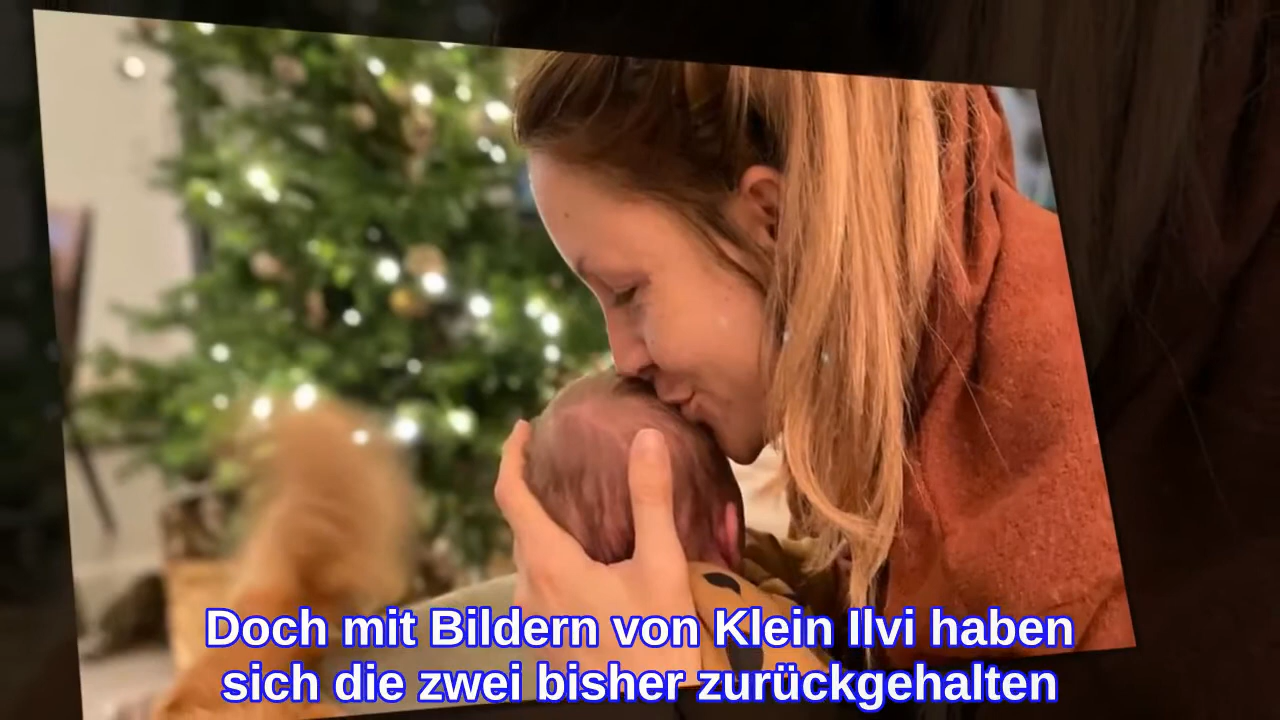 Doch mit Bildern von Klein Ilvi haben
sich die zwei bisher zurückgehalten